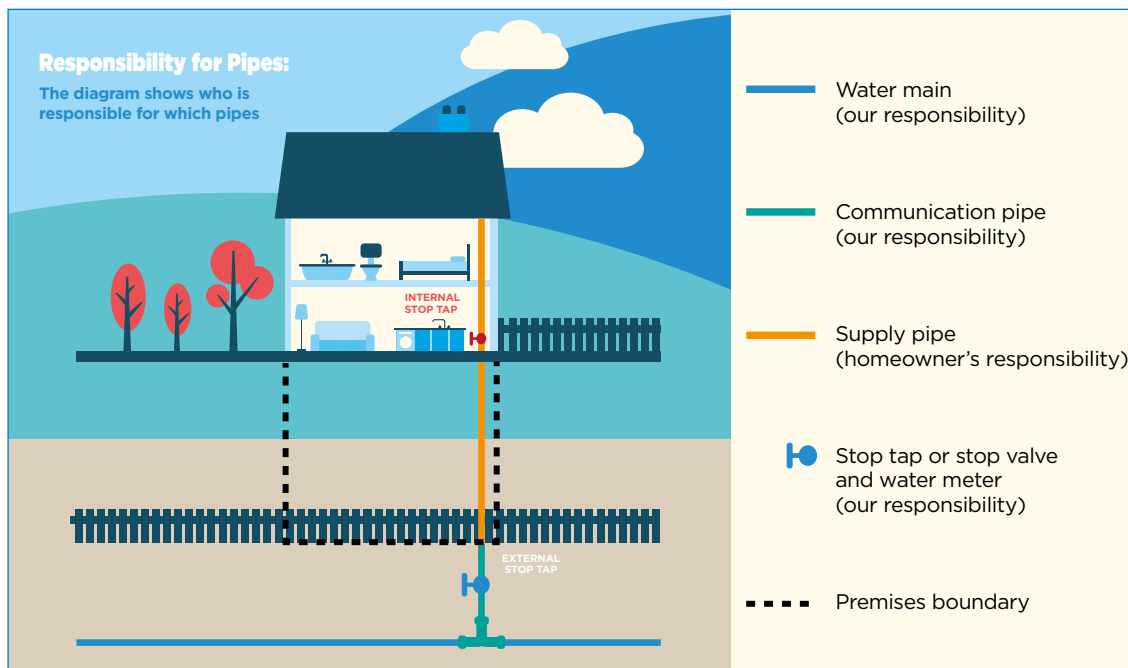 Responsibility for Pipes:
The diagram shows who is
responsible for which pipes
INTERNAL
STOP TAP
EXTERNAL
STOP TAP
Water main
(our responsibility)
Communication pipe
(our responsibility)
Supply pipe
(homeowner's responsibility)
Stop tap or stop valve
and water meter
(our responsibility)
Premises boundary